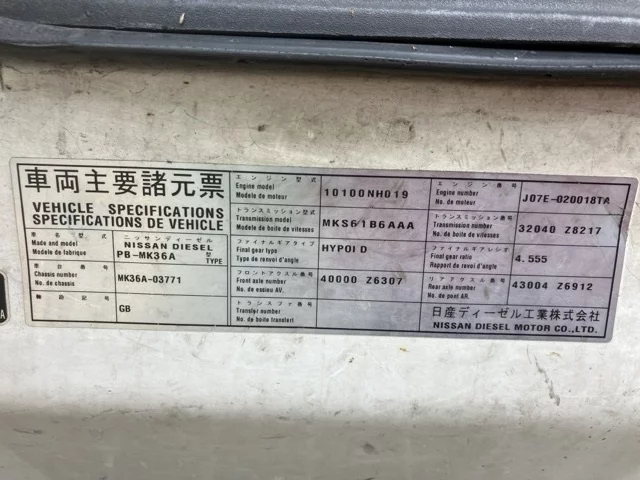 車両主要諸元票
VEHICLE SPECIFICATIONS
SPECIFICATIONS DE VEHICLE
車名型式
Made and model
Modele de fabrique
ニッサンディーゼル
NISSAN DIESEL
PB-MK36A 型 TYPE
車台番号
Chassis number
No. de chassis
MK36A-03771
輸出記号
GB
エンジン型式
Engine model
Modele de moteur
10100NH019
エンジン番号
Engine number
No. de moteur
J07E-020018TA
トランスミッション型式
Transmission model
Modele de boite de vitesses
MKS61B6AAA
トランスミッション番号
Transmission number
No. de boite de vitesses
32040 Z8217
ファイナルギアタイプ
Final gear type
Type de renvoi d'angle
HYPOID
ファイナルギアレシオ
Final gear ratio
Rapport de renvoi d'angle
4.555
フロントアクスル番号
Front axle number
No. de essieu AV.
40000 Z6307
リヤアクスル番号
Rear axle number
No. de pont AR.
43004 Z6912
トランスファ番号
Transfer number
No. de boite transfert
日産ディーゼル工業株式会社
NISSAN DIESEL MOTOR CO.,LTD.
A